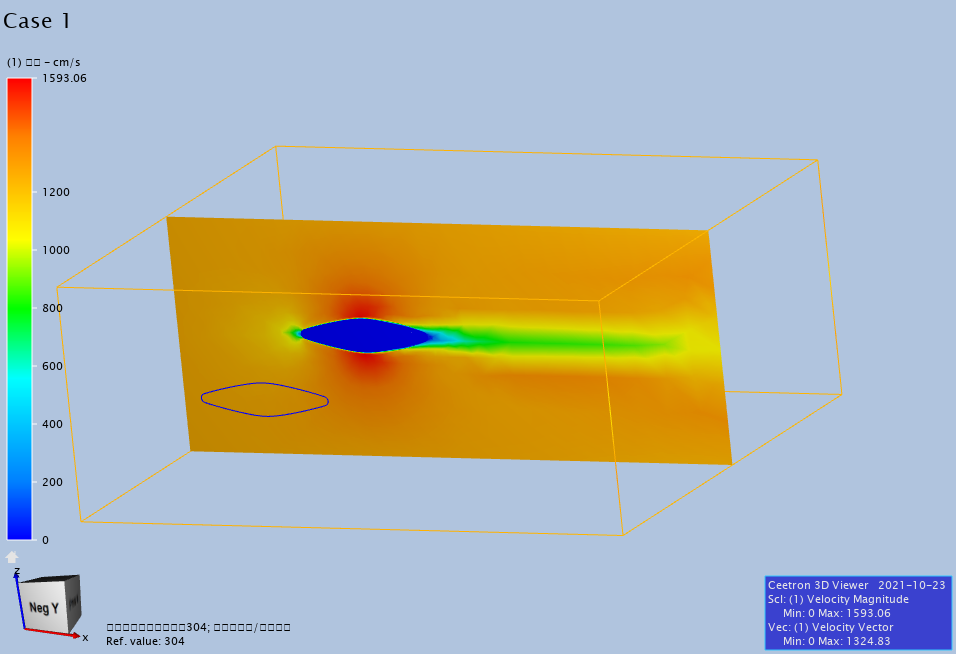 Case 1
(1) □□ - cm/s
1593.06
1200
1000
800
600
400
200
0
Z
Neg Y
X
□□□□□□□□□□304; □□□□□/□□□□
Ref. value: 304
Ceetron 3D Viewer 2021-10-23
Scl: (1) Velocity Magnitude
Min: 0 Max: 1593.06
Vec: (1) Velocity Vector
Min: 0 Max: 1324.83